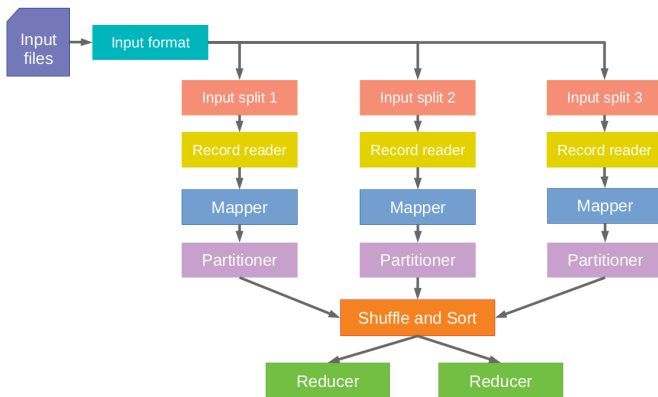 Input
files
Input format
Input split 1
Input split 2
Input split 3
Record reader
Record reader
Record reader
Mapper
Mapper
Mapper
Partitioner
Partitioner
Partitioner
Shuffle and Sort
Reducer
Reducer